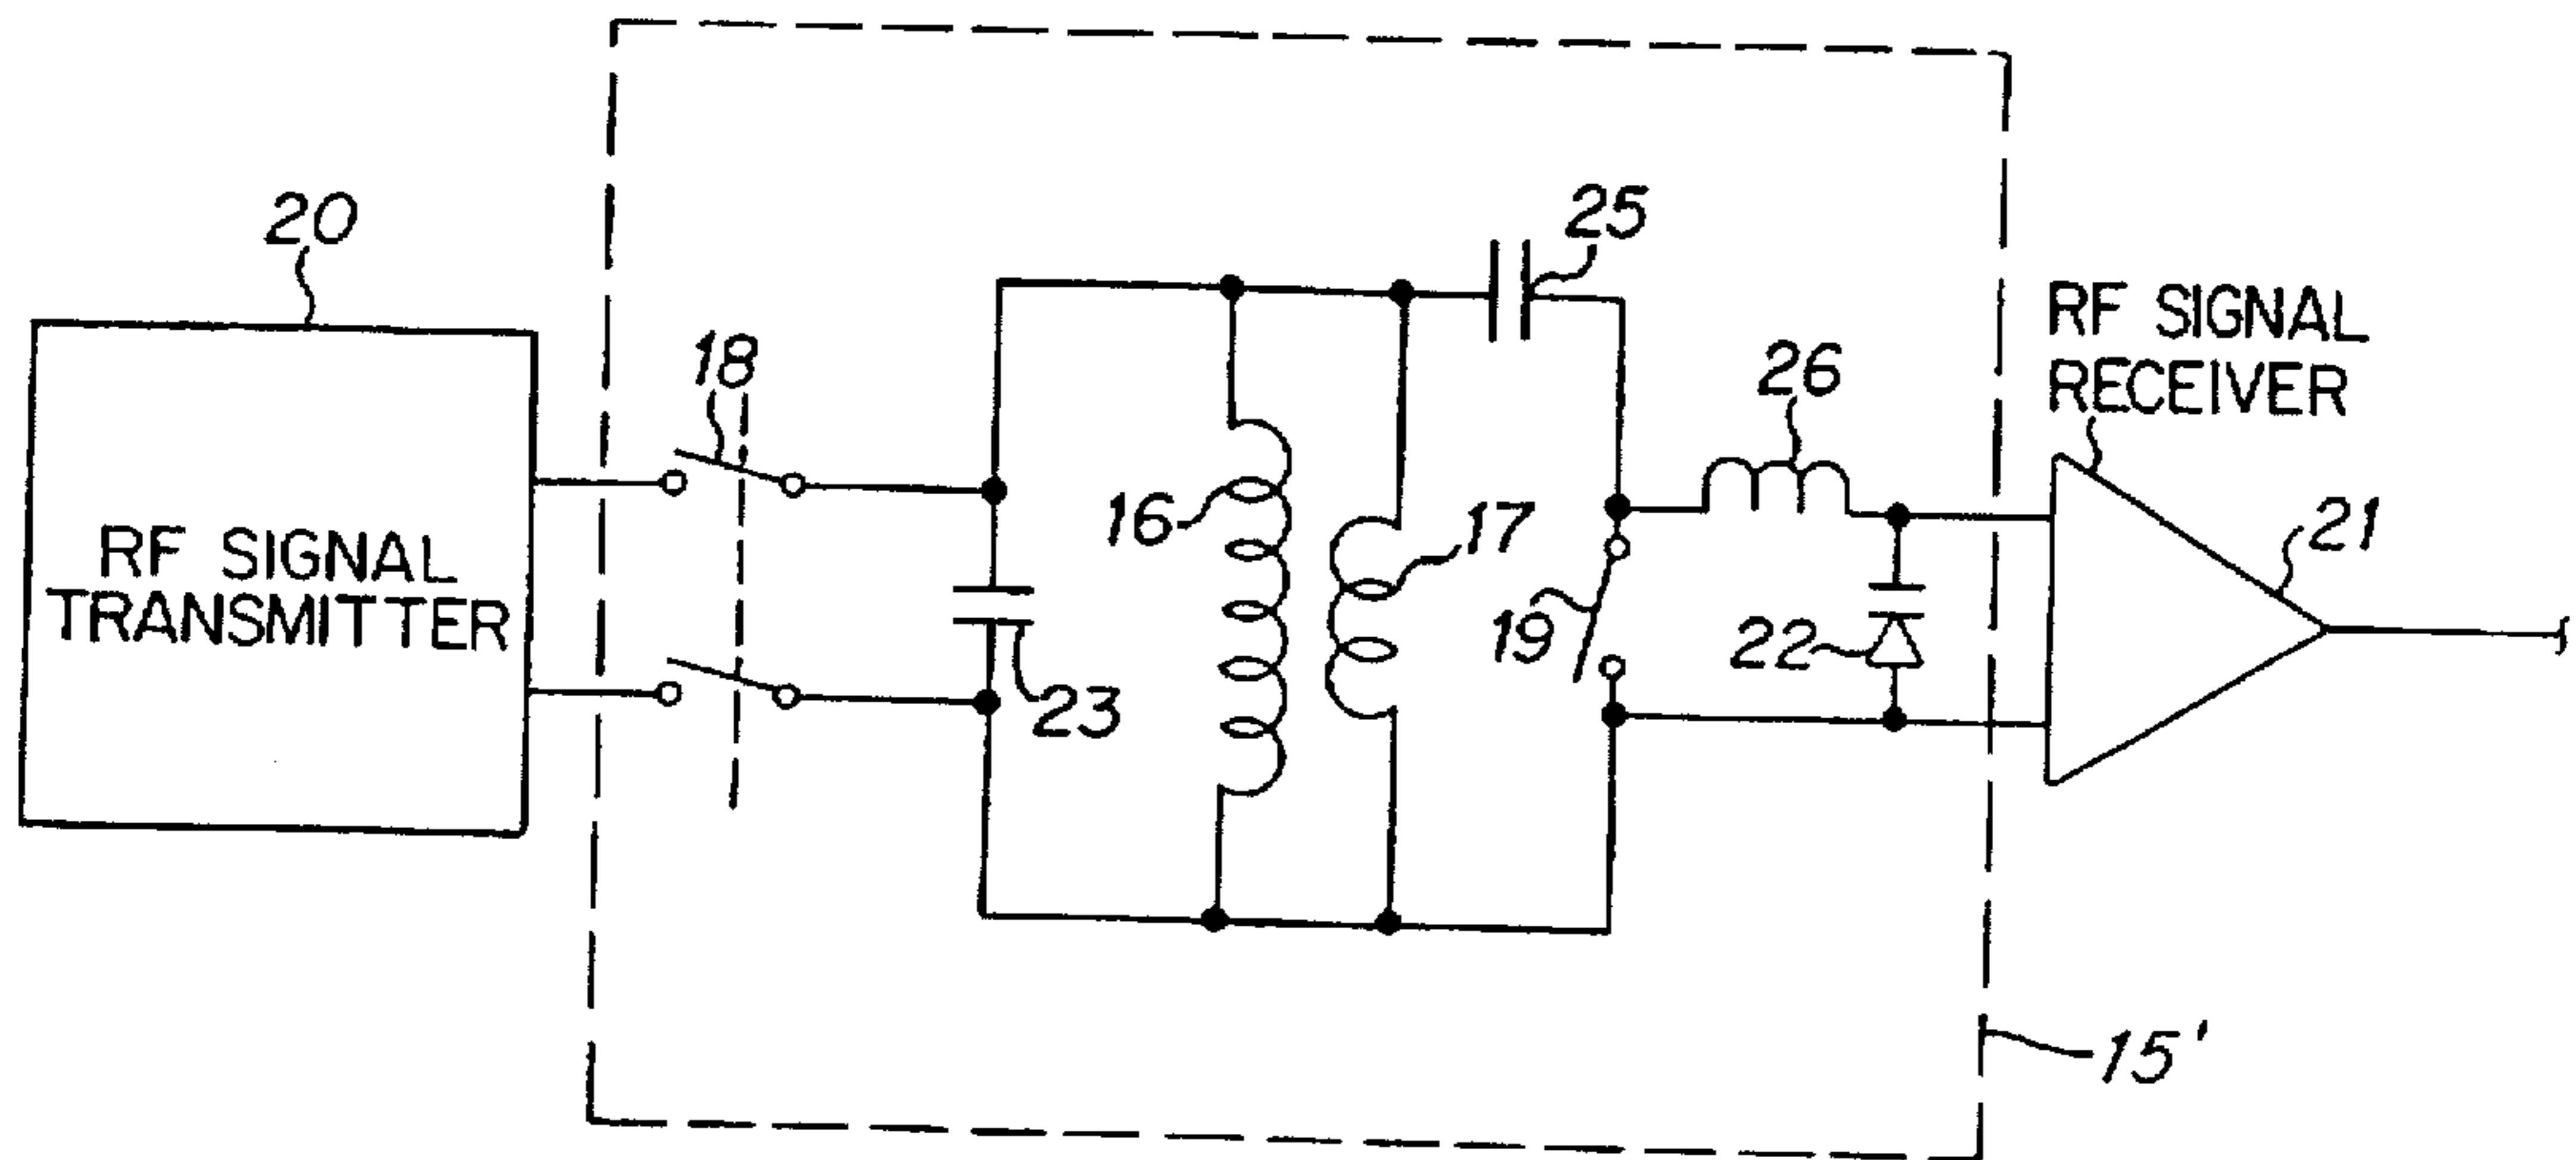 20
RF SIGNAL
TRANSMITTER
18
23
16
17
25
19
26
22
RF SIGNAL
RECEIVER
21
15'